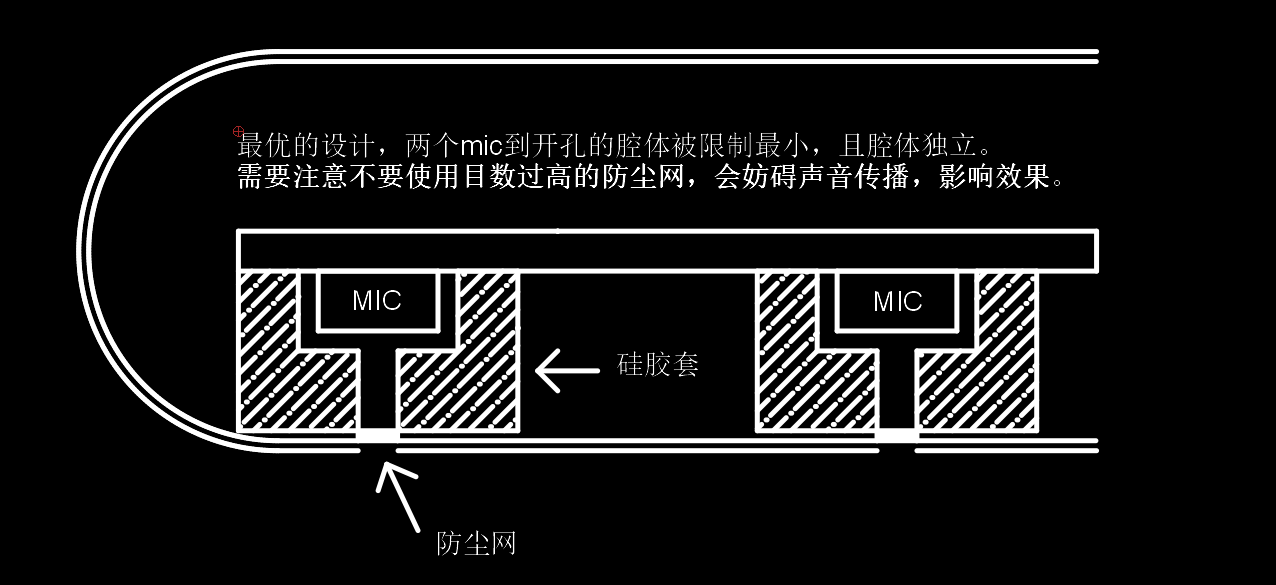 最优的设计，两个mic到开孔的腔体被限制最小，且腔体独立。
需要注意不要使用目数过高的防尘网，会妨碍声音传播，影响效果。
MIC
MIC
硅胶套
防尘网